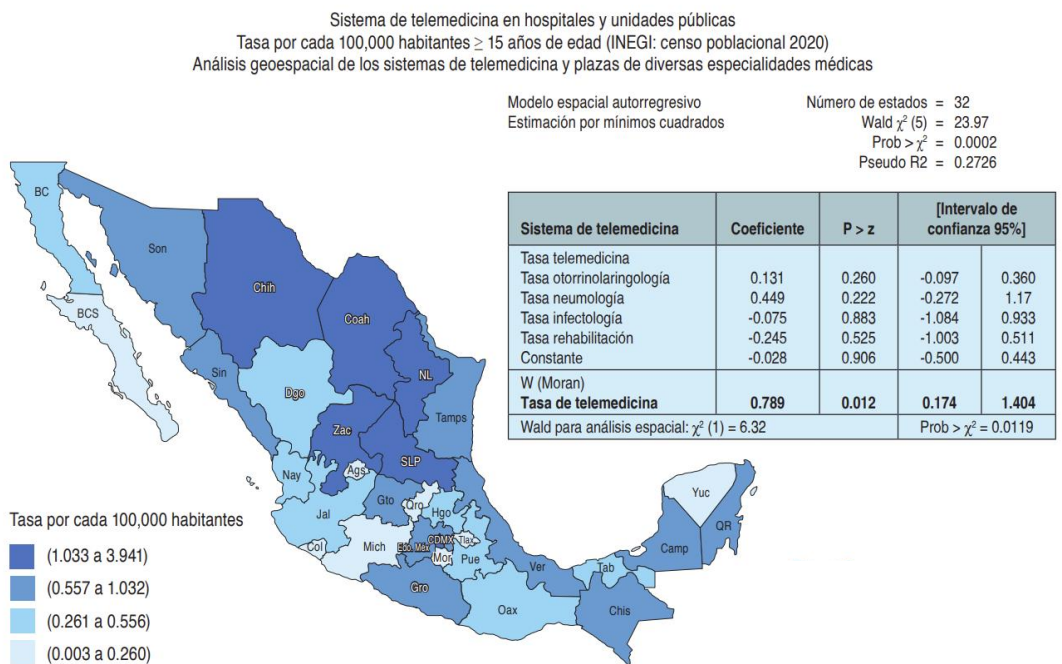 Sistema de telemedicina en hospitales y unidades públicas
Tasa por cada 100,000 habitantes ≥ 15 años de edad (INEGI: censo poblacional 2020)
Análisis geoespacial de los sistemas de telemedicina y plazas de diversas especialidades médicas
Modelo espacial autorregresivo
Estimación por mínimos cuadrados
Número de estados = 32
Wald χ² (5) = 23.97
Prob > χ² = 0.0002
Pseudo R2 = 0.2726
Sistema de telemedicina Coeficiente P > z [Intervalo de confianza 95%]
Tasa telemedicina
Tasa otorrinolaringología 0.131 0.260 -0.097 0.360
Tasa neumología 0.449 0.222 -0.272 1.17
Tasa infectología -0.075 0.883 -1.084 0.933
Tasa rehabilitación -0.245 0.525 -1.003 0.511
Constante -0.028 0.906 -0.500 0.443
W (Moran)
Tasa de telemedicina 0.789 0.012 0.174 1.404
Wald para análisis espacial: χ² (1) = 6.32 Prob > χ² = 0.0119
BC
Son
Chih
BCS
Coah
Sin
NL
Dgo
Tamps
Zac
SLP
Nay
Ags
Gto
Qro
Hgo
Jal
Yuc
QR
Col
Mich
Edo. Méx
CDMX
Tlax
Mor
Pue
Camp
Ver
Tab
Gro
Oax
Chis
Tasa por cada 100,000 habitantes
(1.033 a 3.941)
(0.557 a 1.032)
(0.261 a 0.556)
(0.003 a 0.260)